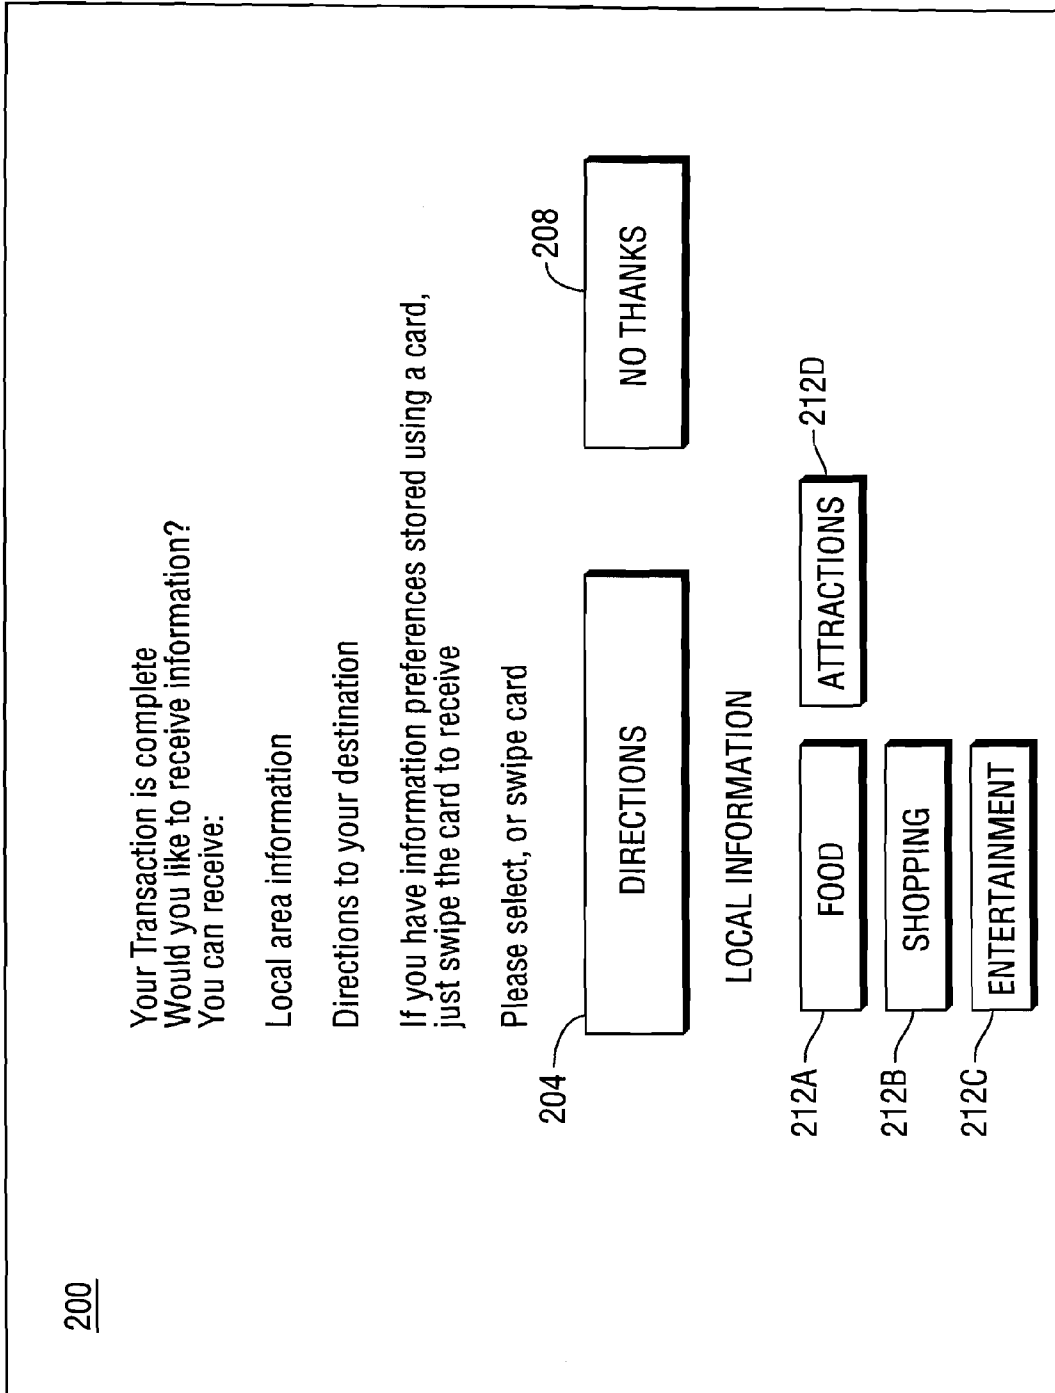 200
Your Transaction is complete
Would you like to receive information?
You can receive:
Local area information
Directions to your destination
If you have information preferences stored using a card,
just swipe the card to receive
Please select, or swipe card
204
DIRECTIONS
208
NO THANKS
LOCAL INFORMATION
212A
FOOD
ATTRACTIONS
212D
212B
SHOPPING
212C
ENTERTAINMENT